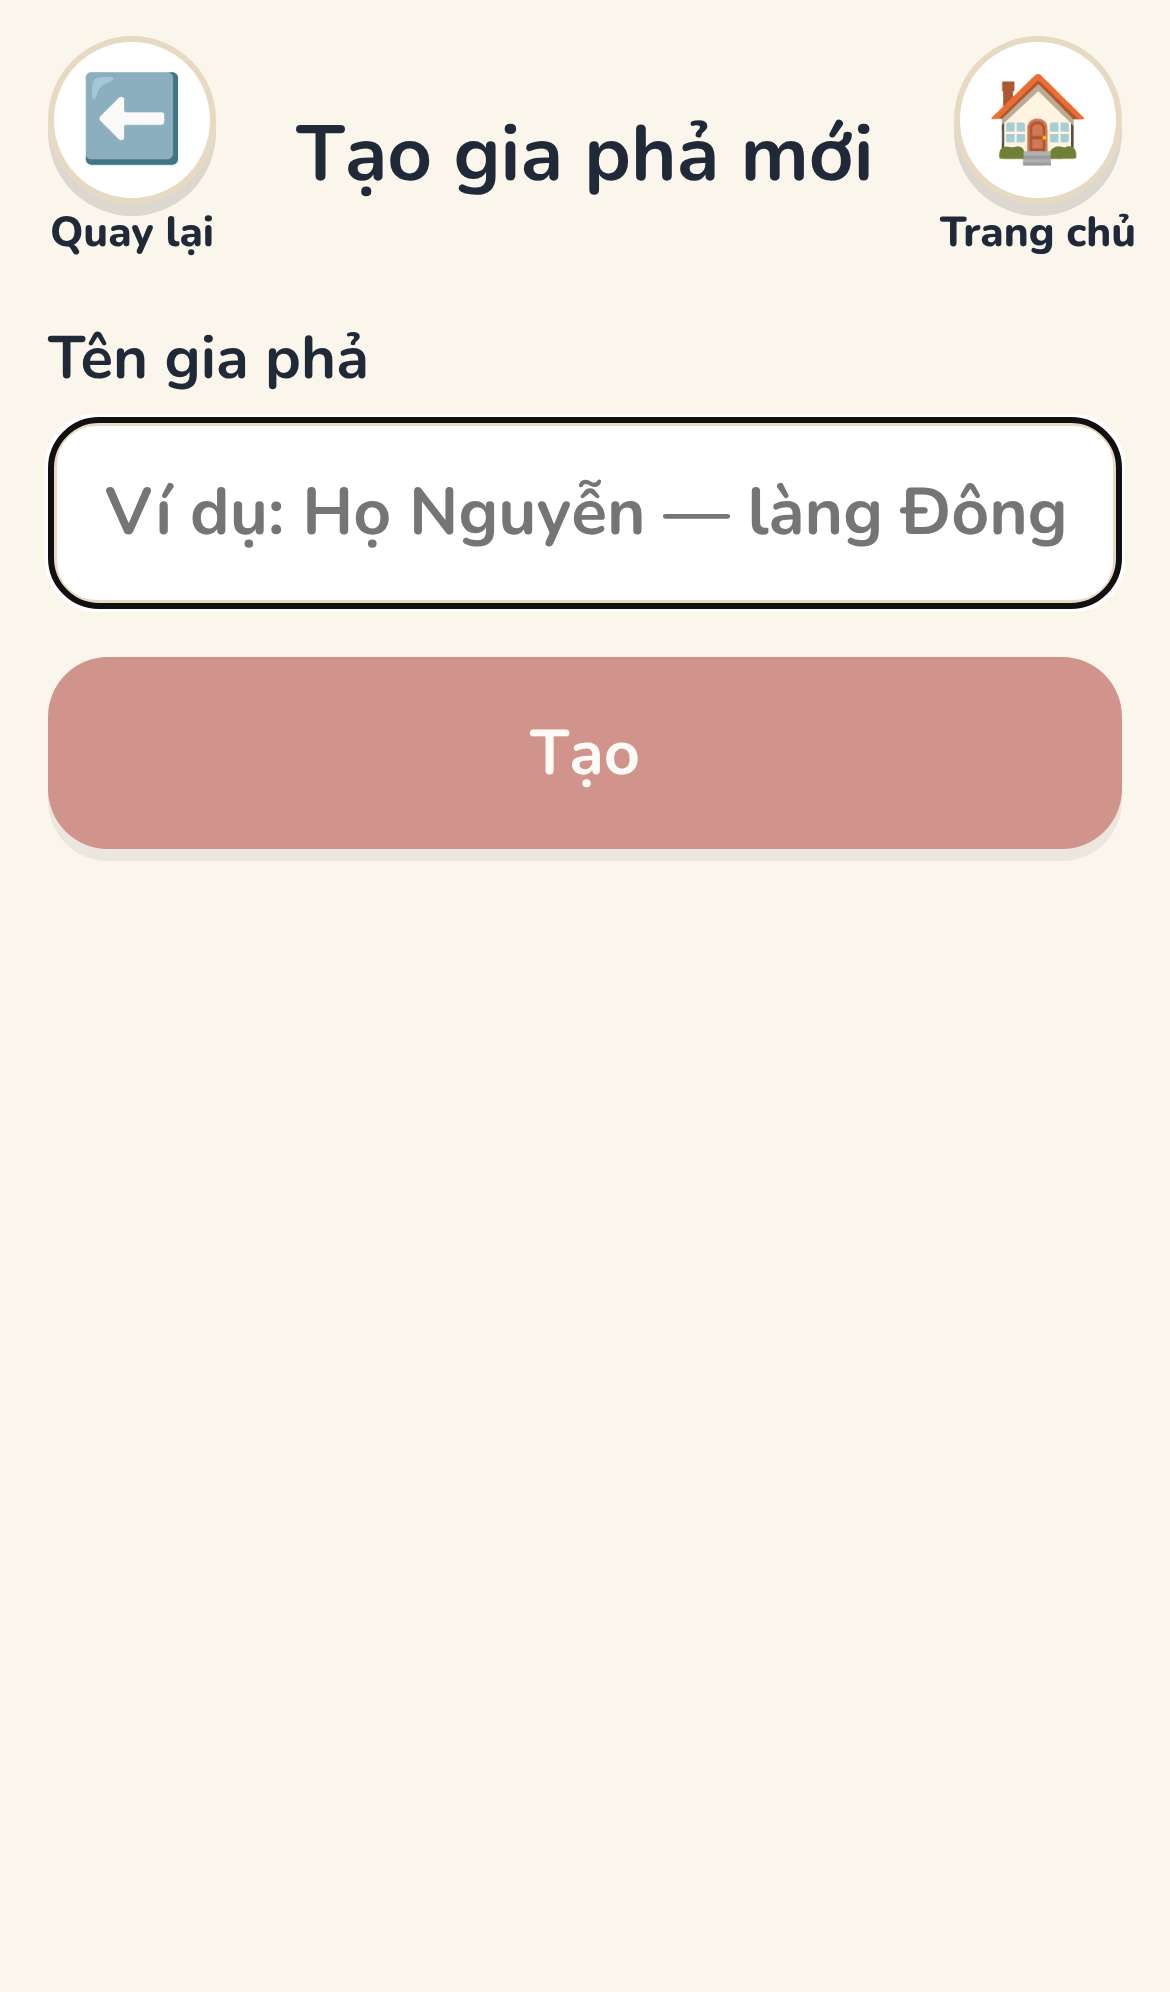 Tạo gia phả mới
Quay lại
Trang chủ
Tên gia phả
Ví dụ: Họ Nguyễn — làng Đông
Tạo